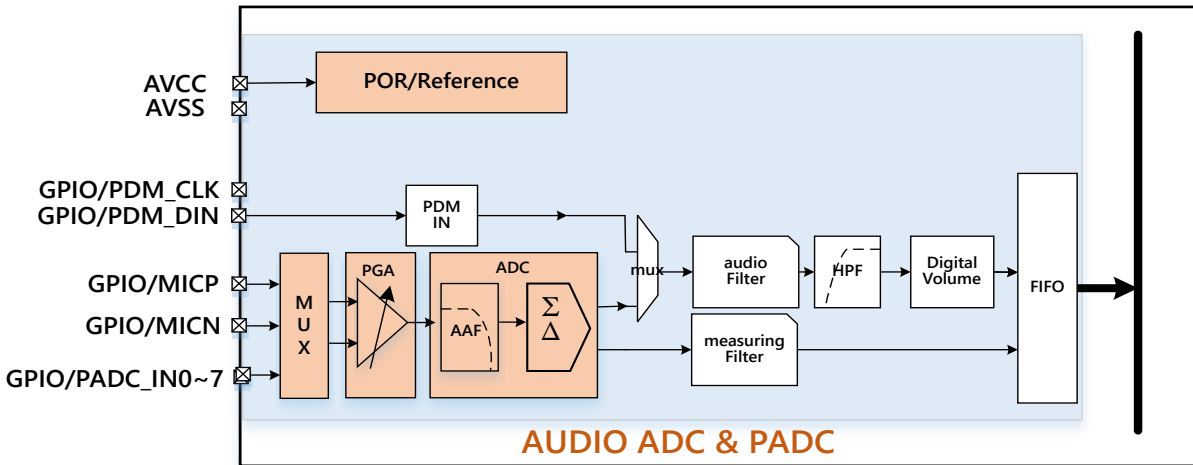 AVCC
AVSS
POR/Reference
GPIO/PDM_CLK
GPIO/PDM_DIN
PDM
IN
GPIO/MICP
GPIO/MICN
GPIO/PADC_IN0~7
M
U
X
PGA
ADC
AAF
Σ
Δ
mux
audio
Filter
HPF
Digital
Volume
measuring
Filter
FIFO
AUDIO ADC & PADC